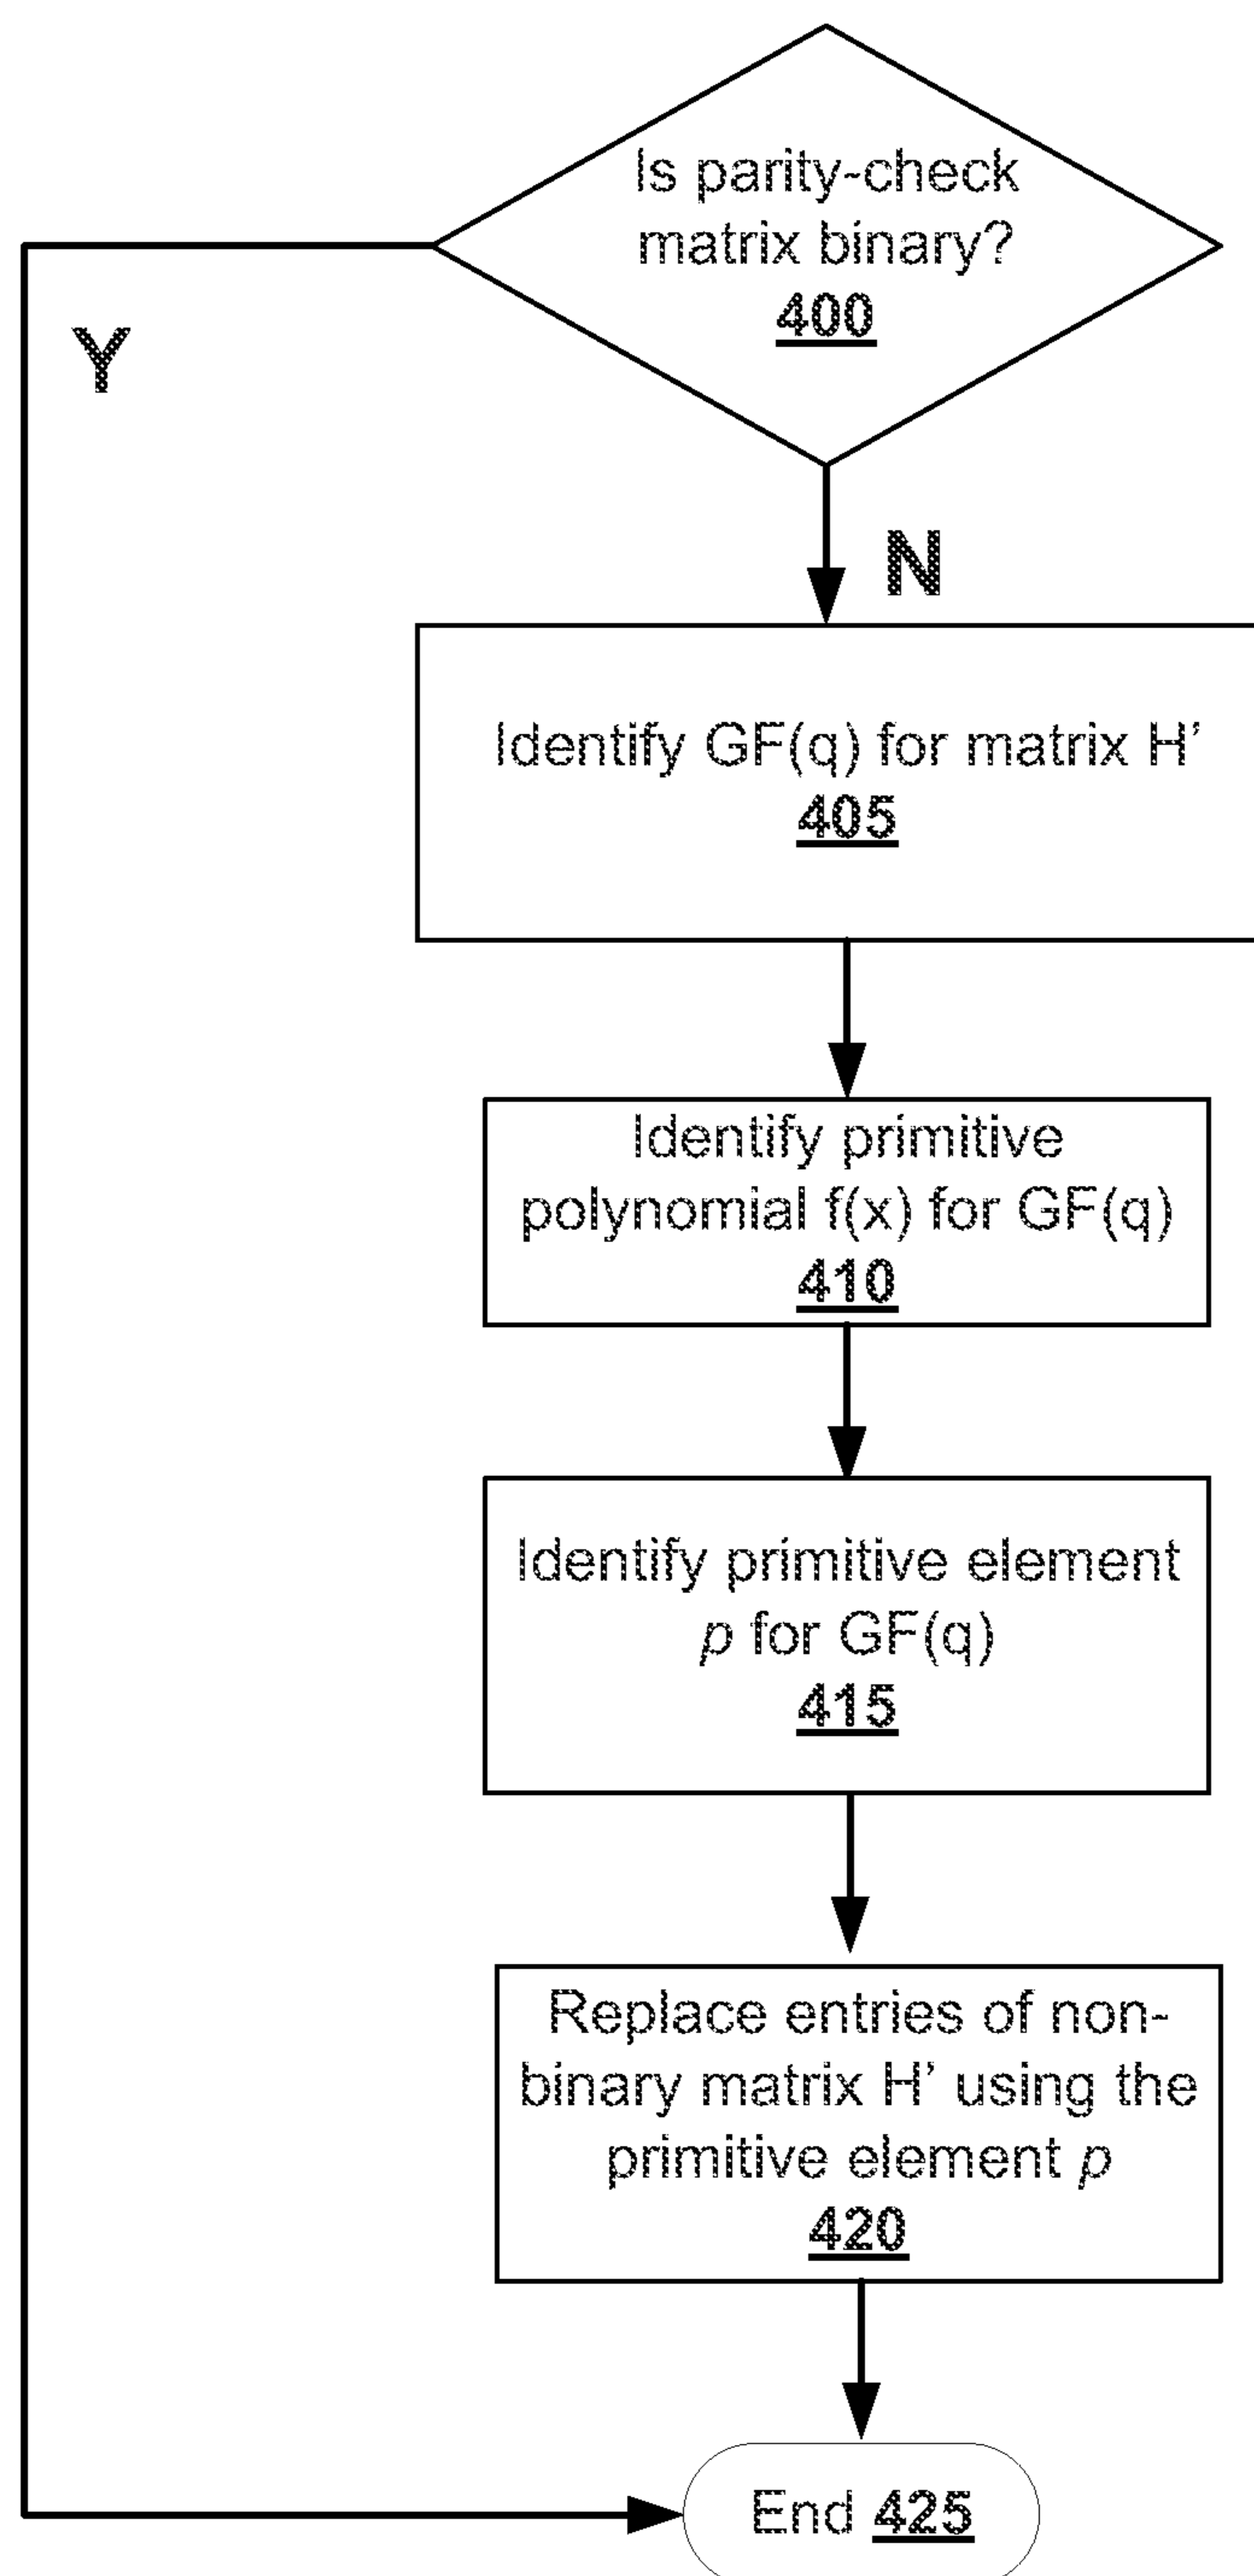 Is parity-check
matrix binary?
400
Y
N
Identify GF(q) for matrix H’
405
Identify primitive
polynomial f(x) for GF(q)
410
Identify primitive element
p for GF(q)
415
Replace entries of non-
binary matrix H’ using the
primitive element p
420
End 425